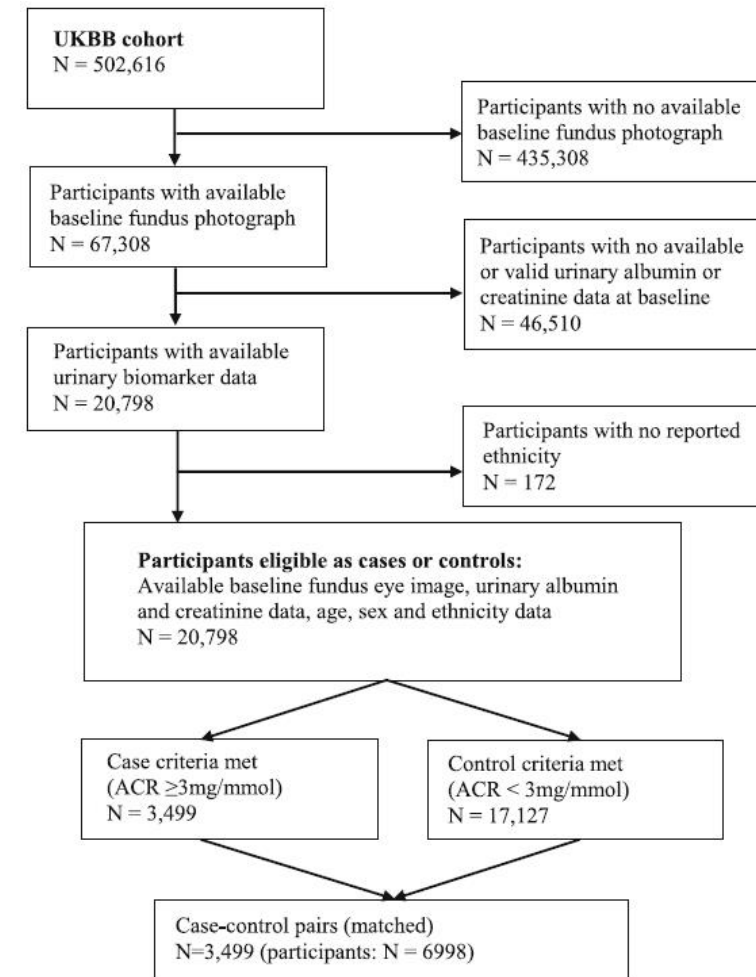 UKBB cohort
N = 502,616
Participants with no available
baseline fundus photograph
N = 435,308
Participants with available
baseline fundus photograph
N = 67,308
Participants with no available
or valid urinary albumin or
creatinine data at baseline
N = 46,510
Participants with available
urinary biomarker data
N = 20,798
Participants with no reported
ethnicity
N = 172
Participants eligible as cases or controls:
Available baseline fundus eye image, urinary albumin
and creatinine data, age, sex and ethnicity data
N = 20,798
Case criteria met
(ACR ≥3mg/mmol)
N = 3,499
Control criteria met
(ACR < 3mg/mmol)
N = 17,127
Case-control pairs (matched)
N=3,499 (participants: N = 6998)